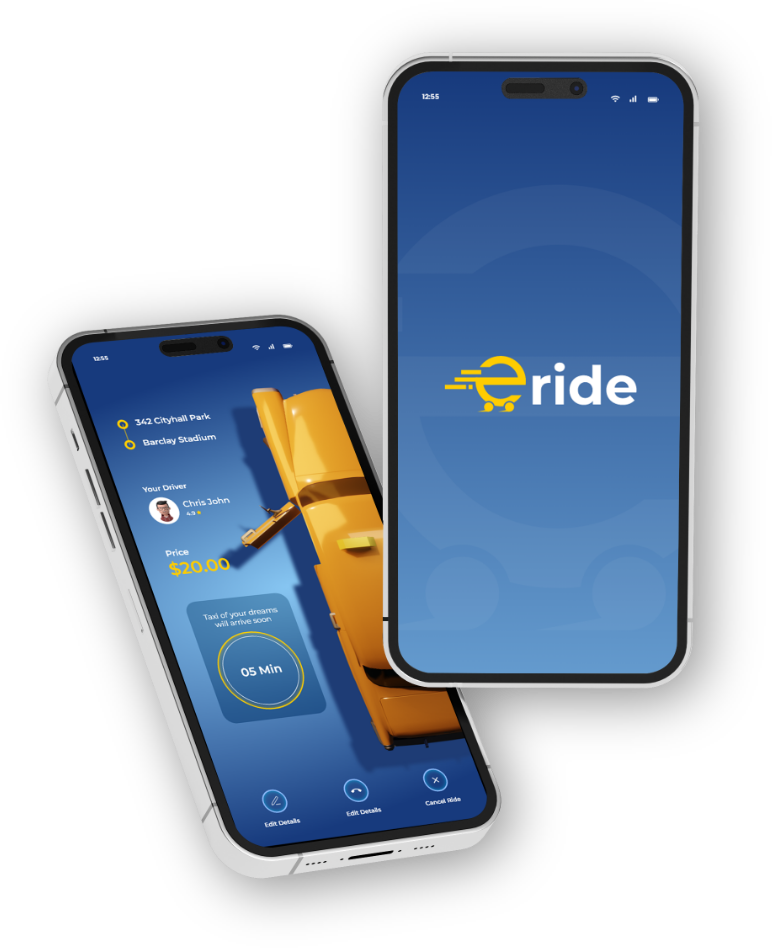 12:55
eride
12:55
342 Cityhall Park
Barclay Stadium
Your Driver
Chris John
4.9
Price
$20.00
Taxi of your dreams
will arrive soon
05 Min
Edit Details
Edit Details
Cancel Ride